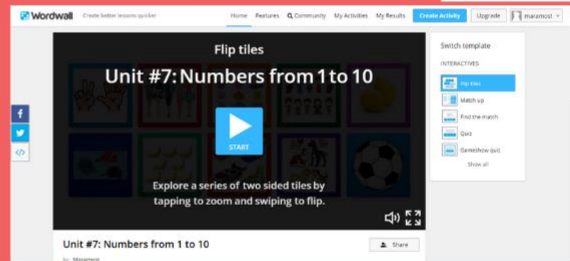 Wordwall Create better lessons quicker Home Features Community My Activities My Results Create Activity Upgrade maramost
Flip tiles
Unit #7: Numbers from 1 to 10
START
Explore a series of two sided tiles by
tapping to zoom and swiping to flip.
Switch template
INTERACTIVES
Flip tiles
Match up
Find the match
Quiz
Gameshow quiz
Show all
Unit #7: Numbers from 1 to 10
Share
by Maramost